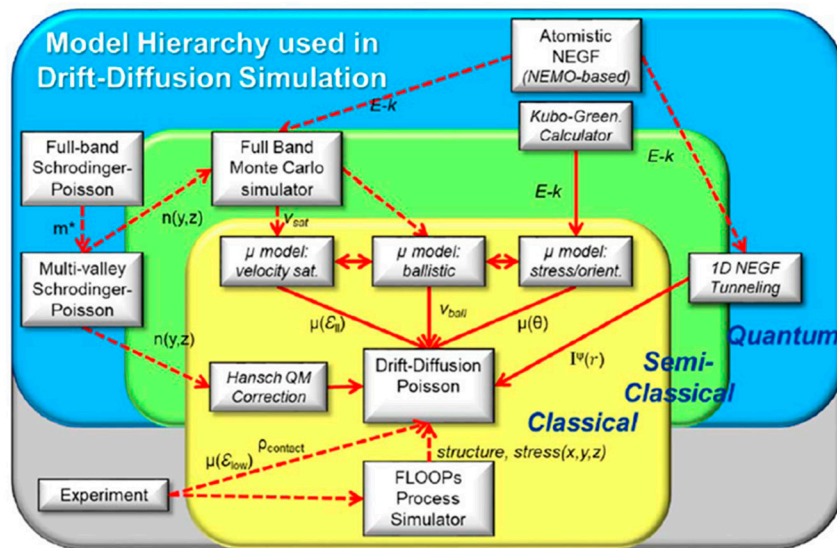 Model Hierarchy used in
Drift-Diffusion Simulation
Atomistic
NEGF
(NEMO-based)
E-k
Kubo-Green.
Calculator
Full-band
Schrodinger-
Poisson
Full Band
Monte Carlo
simulator
E-k
E-k
m*
n(y,z)
v_sat
μ model:
velocity sat.
μ model:
ballistic
μ model:
stress/orient.
Multi-valley
Schrodinger-
Poisson
1D NEGF
Tunneling
μ(Ɛ_||)
v_ball
μ(θ)
n(y,z)
Quantum
Hansch QM
Correction
Drift-Diffusion
Poisson
I^ψ(r)
Semi-
Classical
Classical
μ(Ɛ_low)
ρ_contact
structure, stress(x,y,z)
Experiment
FLOOPs
Process
Simulator